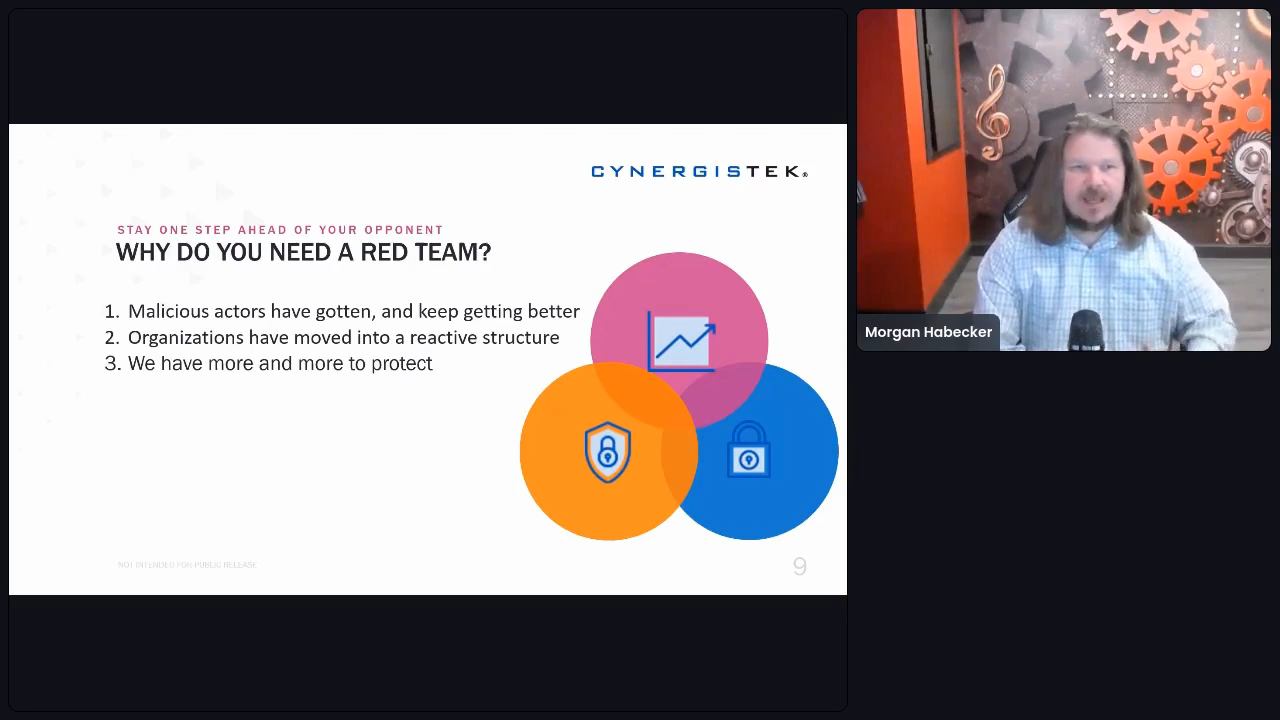 CYNERGISTEK®
STAY ONE STEP AHEAD OF YOUR OPPONENT
WHY DO YOU NEED A RED TEAM?
1. Malicious actors have gotten, and keep getting better
2. Organizations have moved into a reactive structure
3. We have more and more to protect
NOT INTENDED FOR PUBLIC RELEASE
9
Morgan Habecker